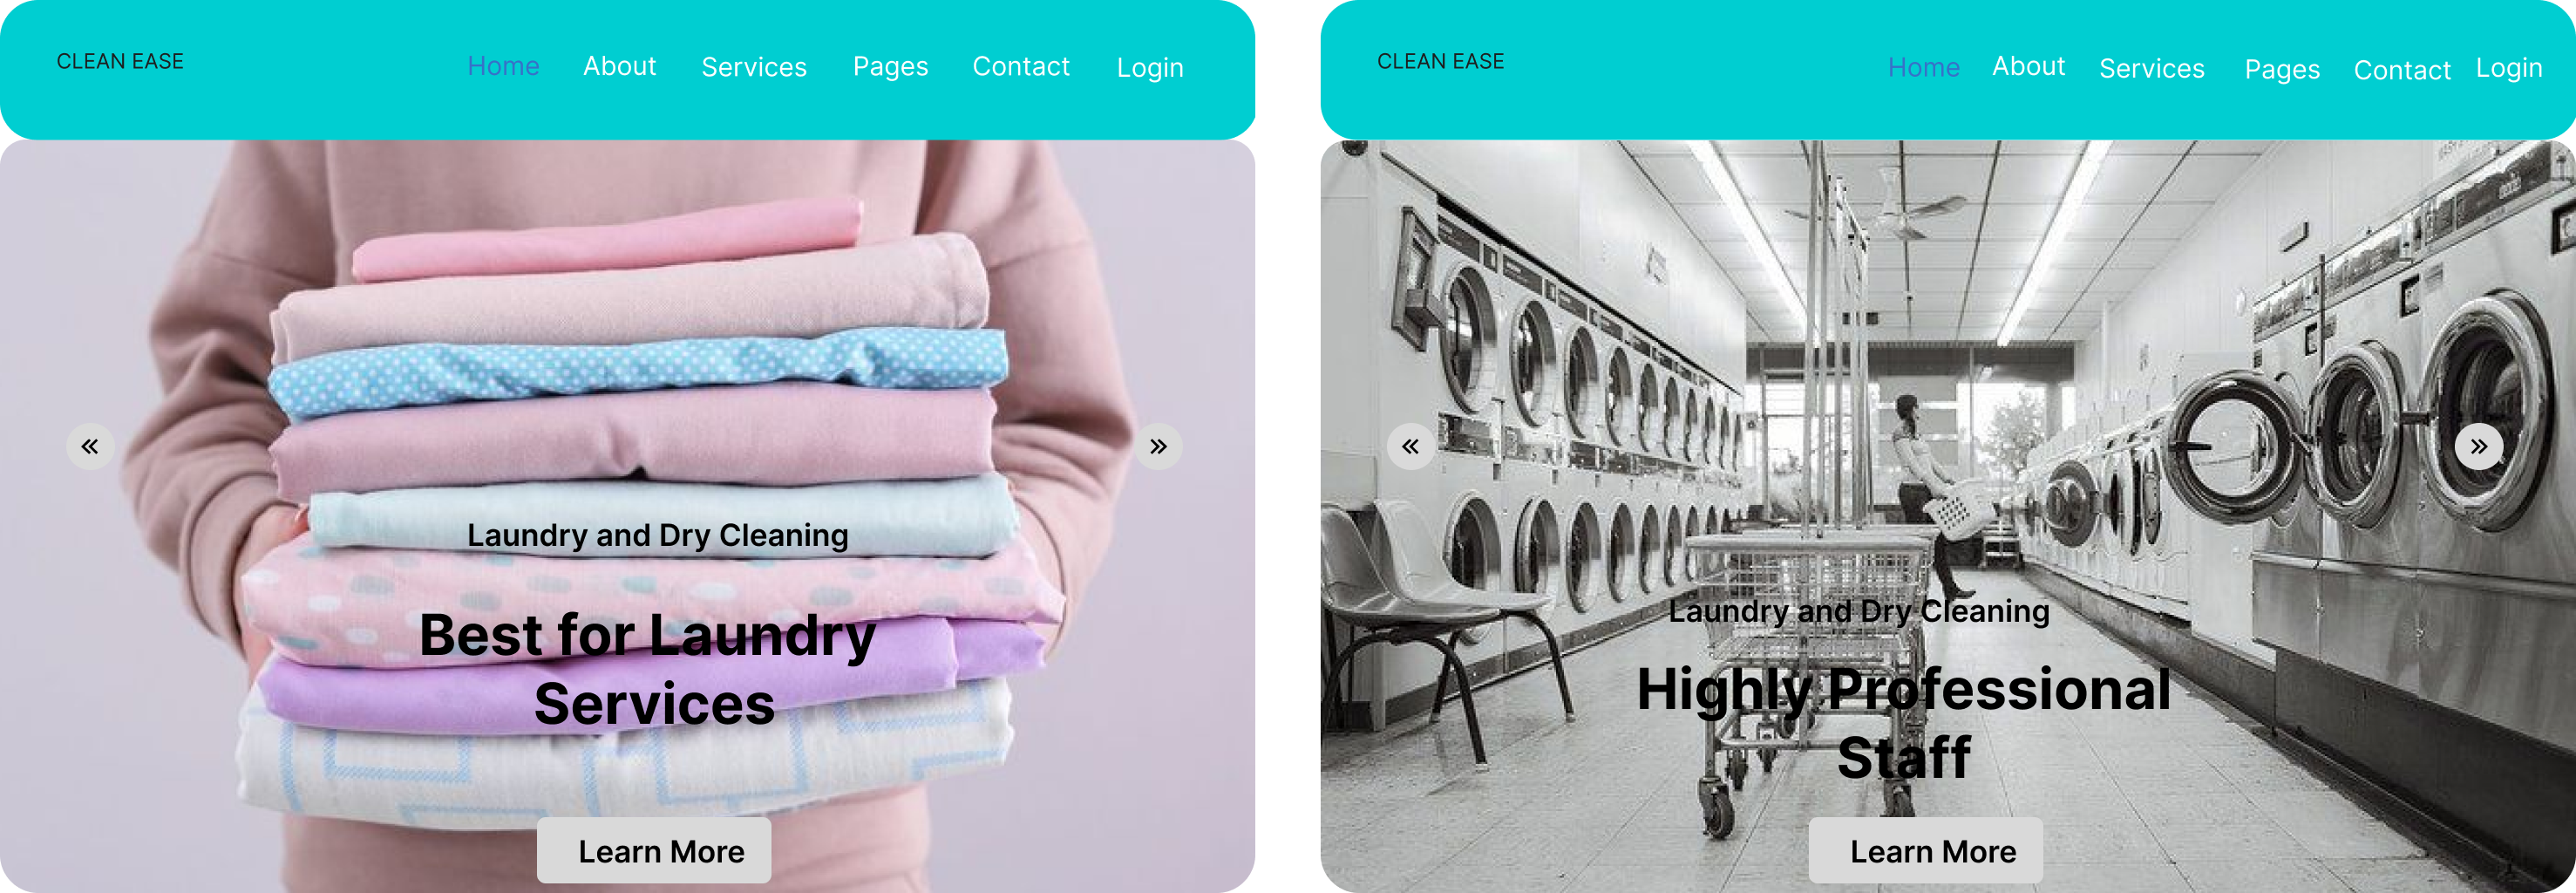 CLEAN EASE
Home About Services Pages Contact Login
«
»
Laundry and Dry Cleaning
Best for Laundry
Services
Learn More
CLEAN EASE
Home About Services Pages Contact Login
«
»
Laundry and Dry Cleaning
Highly Professional
Staff
Learn More